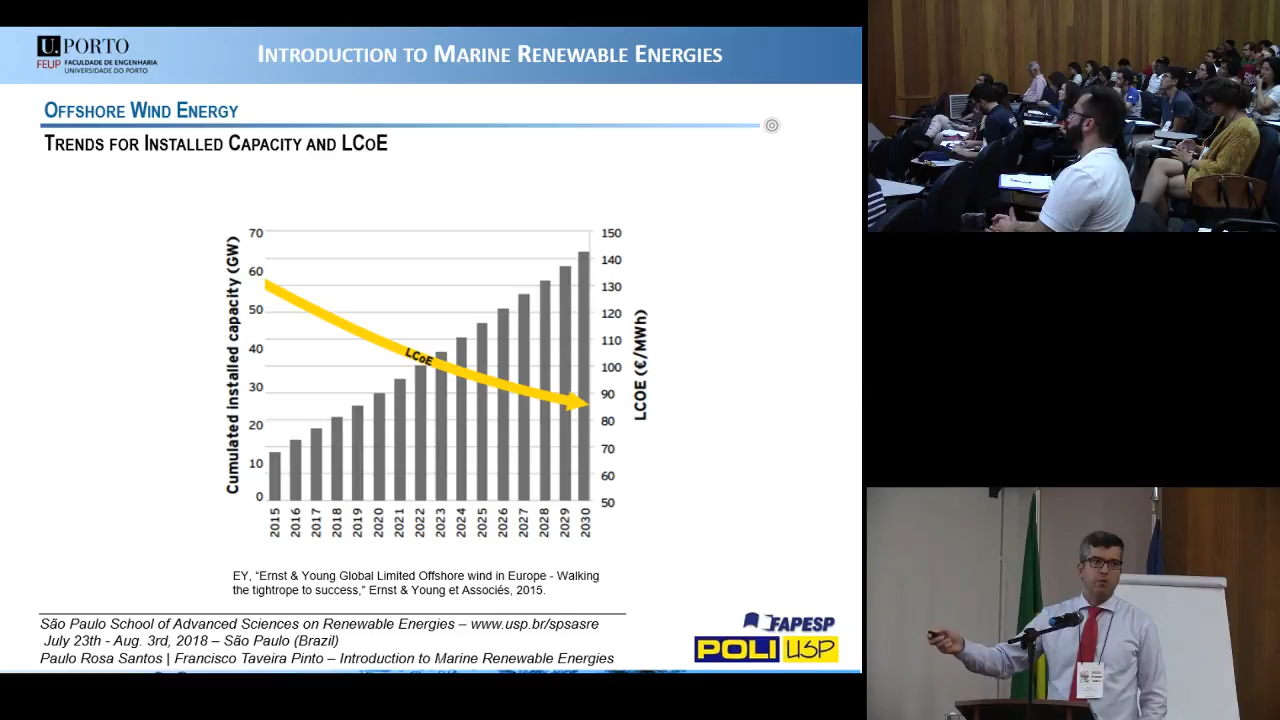 U.PORTO
FEUP FACULDADE DE ENGENHARIA
UNIVERSIDADE DO PORTO
INTRODUCTION TO MARINE RENEWABLE ENERGIES
OFFSHORE WIND ENERGY
TRENDS FOR INSTALLED CAPACITY AND LCOE
Cumulated installed capacity (GW)
70
60
50
40
30
20
10
0
LCoE
150
140
130
120
110
100
90
80
70
60
50
LCOE (€/MWh)
2015 2016 2017 2018 2019 2020 2021 2022 2023 2024 2025 2026 2027 2028 2029 2030
EY, “Ernst & Young Global Limited Offshore wind in Europe - Walking
the tightrope to success,” Ernst & Young et Associés, 2015.
São Paulo School of Advanced Sciences on Renewable Energies – www.usp.br/spsasre
July 23th - Aug. 3rd, 2018 – São Paulo (Brazil)
Paulo Rosa Santos | Francisco Taveira Pinto – Introduction to Marine Renewable Energies
FAPESP
POLI USP